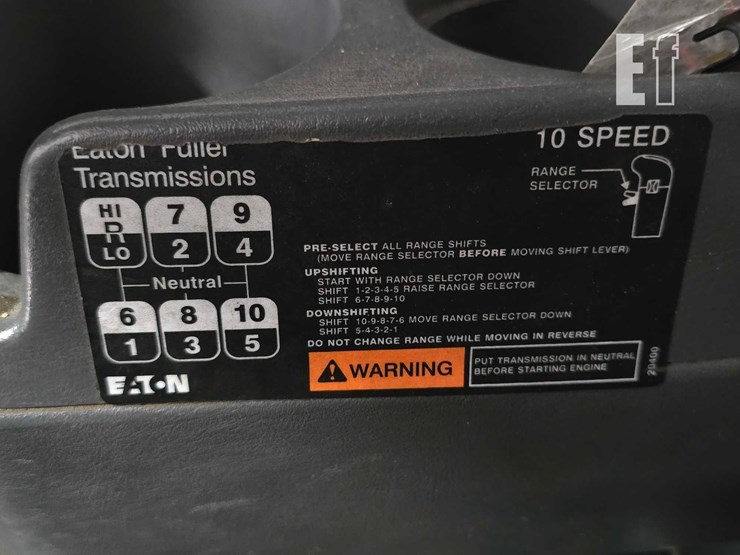 Ef
Eaton Fuller
Transmissions
10 SPEED
RANGE
SELECTOR
HI 7 9
R
LO 2 4
Neutral
6 8 10
1 3 5
EATON
PRE-SELECT ALL RANGE SHIFTS
(MOVE RANGE SELECTOR BEFORE MOVING SHIFT LEVER)
UPSHIFTING
START WITH RANGE SELECTOR DOWN
SHIFT 1-2-3-4-5 RAISE RANGE SELECTOR
SHIFT 6-7-8-9-10
DOWNSHIFTING
SHIFT 10-9-8-7-6 MOVE RANGE SELECTOR DOWN
SHIFT 5-4-3-2-1
DO NOT CHANGE RANGE WHILE MOVING IN REVERSE
WARNING
PUT TRANSMISSION IN NEUTRAL
BEFORE STARTING ENGINE
20400